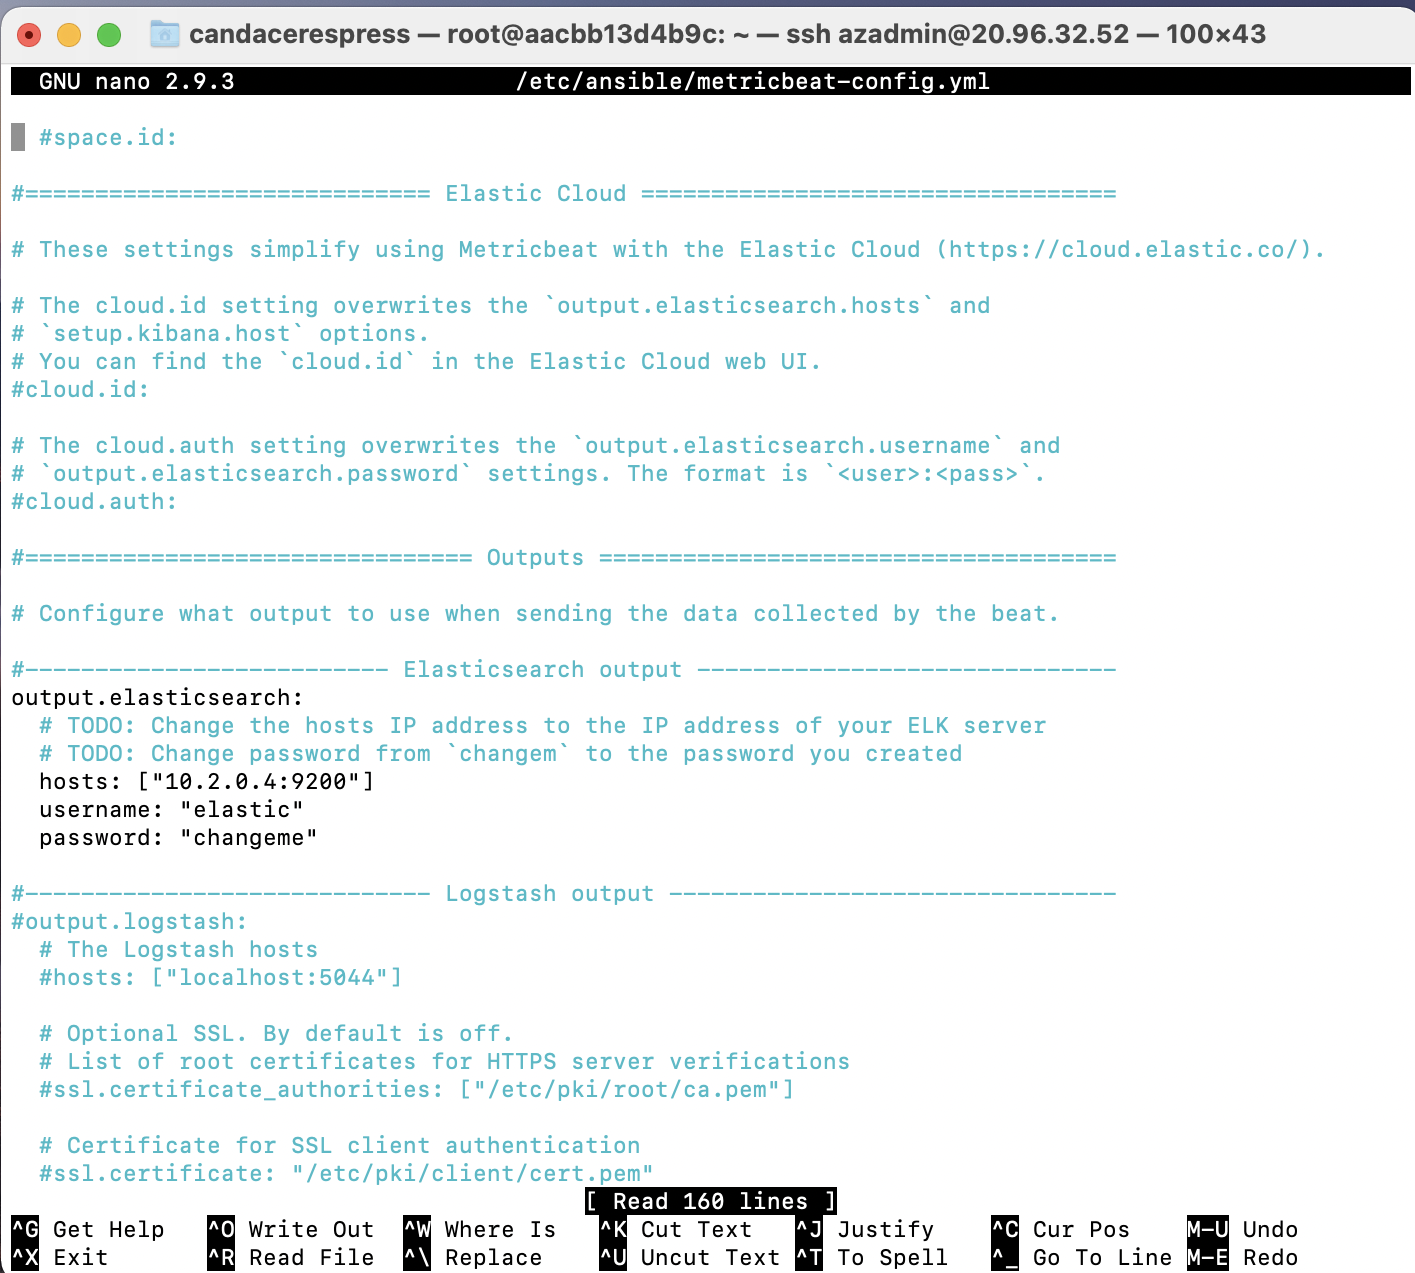 candacerespress — root@aacbb13d4b9c: ~ — ssh azadmin@20.96.32.52 — 100×43
GNU nano 2.9.3 /etc/ansible/metricbeat-config.yml
#space.id:
#============================= Elastic Cloud ==================================
# These settings simplify using Metricbeat with the Elastic Cloud (https://cloud.elastic.co/).
# The cloud.id setting overwrites the `output.elasticsearch.hosts` and
# `setup.kibana.host` options.
# You can find the `cloud.id` in the Elastic Cloud web UI.
#cloud.id:
# The cloud.auth setting overwrites the `output.elasticsearch.username` and
# `output.elasticsearch.password` settings. The format is `<user>:<pass>`.
#cloud.auth:
#================================ Outputs =====================================
# Configure what output to use when sending the data collected by the beat.
#-------------------------- Elasticsearch output ------------------------------
output.elasticsearch:
# TODO: Change the hosts IP address to the IP address of your ELK server
# TODO: Change password from `changem` to the password you created
hosts: ["10.2.0.4:9200"]
username: "elastic"
password: "changeme"
#----------------------------- Logstash output --------------------------------
#output.logstash:
# The Logstash hosts
#hosts: ["localhost:5044"]
# Optional SSL. By default is off.
# List of root certificates for HTTPS server verifications
#ssl.certificate_authorities: ["/etc/pki/root/ca.pem"]
# Certificate for SSL client authentication
#ssl.certificate: "/etc/pki/client/cert.pem"
[ Read 160 lines ]
^G Get Help ^O Write Out ^W Where Is ^K Cut Text ^J Justify ^C Cur Pos M-U Undo
^X Exit ^R Read File ^\ Replace ^U Uncut Text ^T To Spell ^_ Go To Line M-E Redo